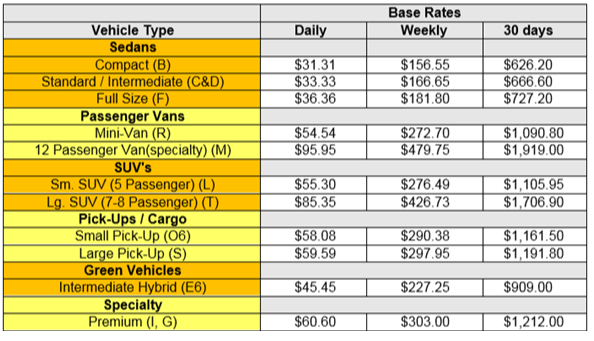 Base Rates
Vehicle Type Daily Weekly 30 days
Sedans
Compact (B) $31.31 $156.55 $626.20
Standard / Intermediate (C&D) $33.33 $166.65 $666.60
Full Size (F) $36.36 $181.80 $727.20
Passenger Vans
Mini-Van (R) $54.54 $272.70 $1,090.80
12 Passenger Van(specialty) (M) $95.95 $479.75 $1,919.00
SUV's
Sm. SUV (5 Passenger) (L) $55.30 $276.49 $1,105.95
Lg. SUV (7-8 Passenger) (T) $85.35 $426.73 $1,706.90
Pick-Ups / Cargo
Small Pick-Up (O6) $58.08 $290.38 $1,161.50
Large Pick-Up (S) $59.59 $297.95 $1,191.80
Green Vehicles
Intermediate Hybrid (E6) $45.45 $227.25 $909.00
Specialty
Premium (I, G) $60.60 $303.00 $1,212.00